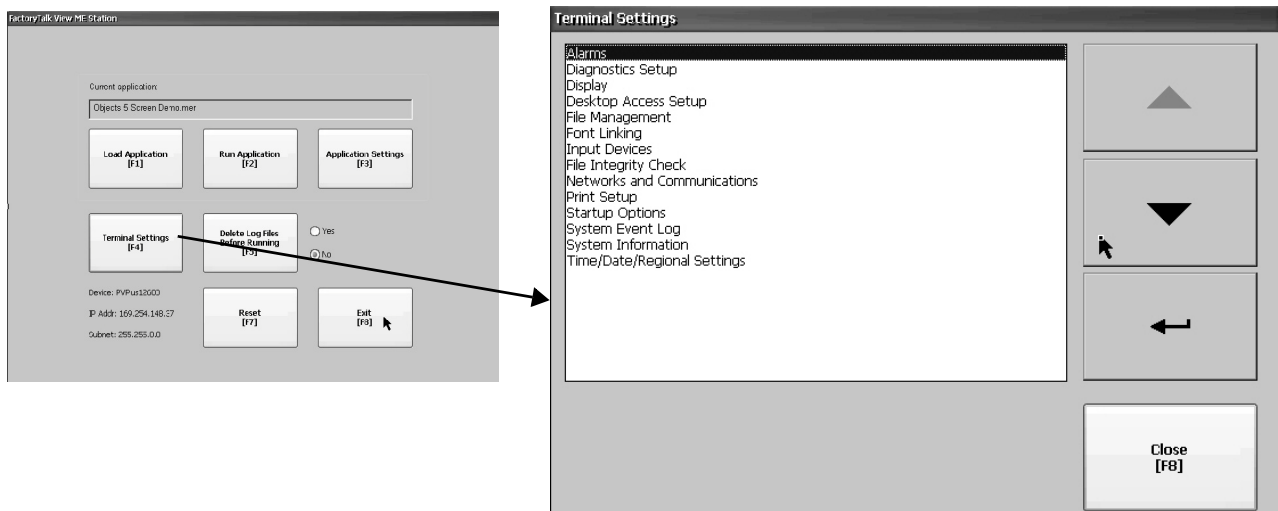 FactoryTalk View ME Station
Current application:
Objects 5 Screen Demo.mer
Load Application
[F1]
Run Application
[F2]
Application Settings
[F3]
Terminal Settings
[F4]
Delete Log Files
Before Running
[F5]
Yes
No
Device: PVPus12G03
IP Addr: 169.254.148.37
Subnet: 255.255.0.0
Reset
[F7]
Exit
[F8]
Terminal Settings
Alarms
Diagnostics Setup
Display
Desktop Access Setup
File Management
Font Linking
Input Devices
File Integrity Check
Networks and Communications
Print Setup
Startup Options
System Event Log
System Information
Time/Date/Regional Settings
Close
[F8]